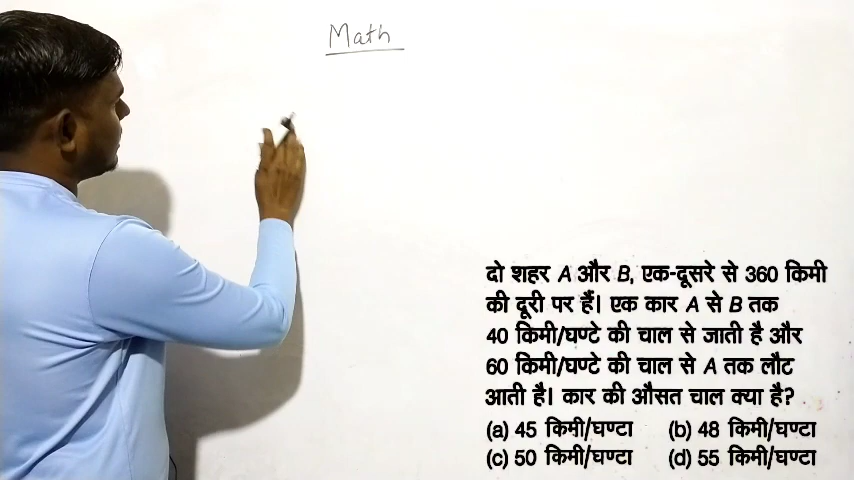 Math
दो शहर A और B, एक-दूसरे से 360 किमी
की दूरी पर हैं। एक कार A से B तक
40 किमी/घण्टे की चाल से जाती है और
60 किमी/घण्टे की चाल से A तक लौट
आती है। कार की औसत चाल क्या है?
(a) 45 किमी/घण्टा (b) 48 किमी/घण्टा
(c) 50 किमी/घण्टा (d) 55 किमी/घण्टा